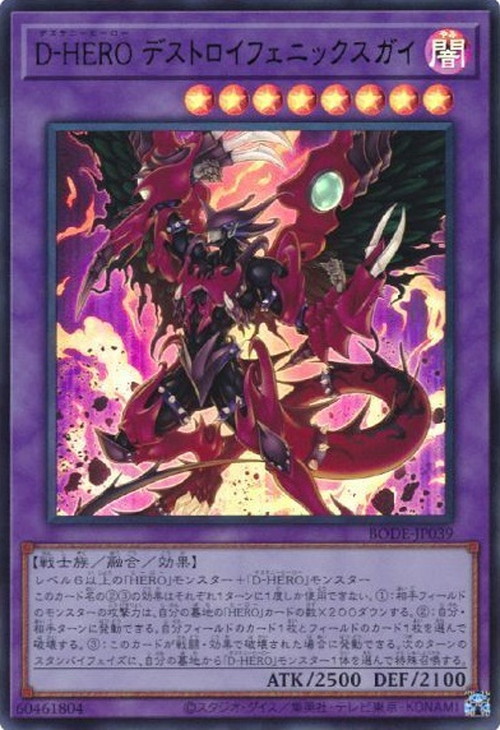 デステニーヒーロー
D-HERO デストロイフェニックスガイ
やみ
闇
BODE-JP039
【戦士族／融合／効果】
レベル6以上の「HERO」モンスター＋「D-HERO」モンスター
このカード名の②③の効果はそれぞれ1ターンに1度しか使用できない。①：相手フィールド
のモンスターの攻撃力は、自分の墓地の「HERO」カードの数×200ダウンする。②：自分・
相手ターンに発動できる。自分フィールドのカード1枚とフィールドのカード1枚を選んで
破壊する。③：このカードが戦闘・効果で破壊された場合に発動できる。次のターンの
スタンバイフェイズに、自分の墓地から「D-HERO」モンスター1体を選んで特殊召喚する。
ATK/2500 DEF/2100
60461804
©スタジオ・ダイス／集英社・テレビ東京・KONAMI